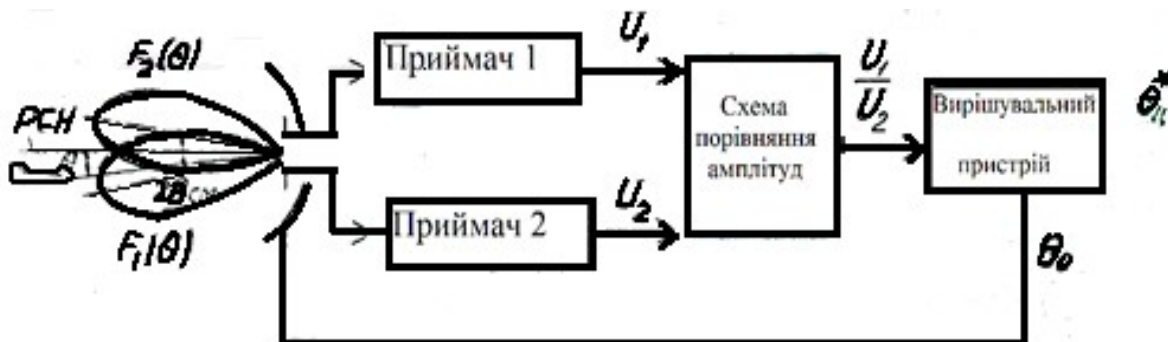 F₂(θ)
РСН
2θсм
F₁(θ)
Приймач 1
U₁
Приймач 2
U₂
Схема
порівняння
амплітуд
U₁
U₂
Вирішувальний
пристрій
θ₀